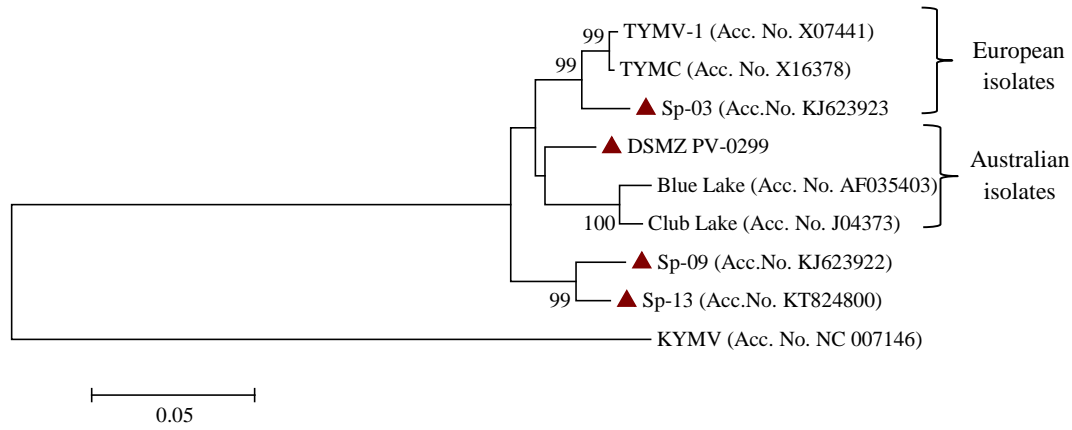 TYMV-1 (Acc. No. X07441)
99
TYMC (Acc. No. X16378)
99
Sp-03 (Acc.No. KJ623923
European
isolates
DSMZ PV-0299
Blue Lake (Acc. No. AF035403)
Australian
isolates
Club Lake (Acc. No. J04373)
100
Sp-09 (Acc.No. KJ623922)
Sp-13 (Acc.No. KT824800)
99
KYMV (Acc. No. NC 007146)
0.05